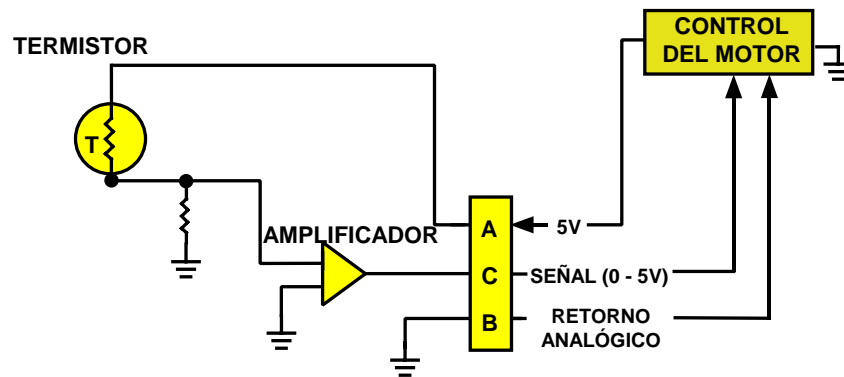 CONTROL
DEL MOTOR
TERMISTOR
T
AMPLIFICADOR
A
5V
C
SEÑAL (0 - 5V)
B
RETORNO
ANALÓGICO